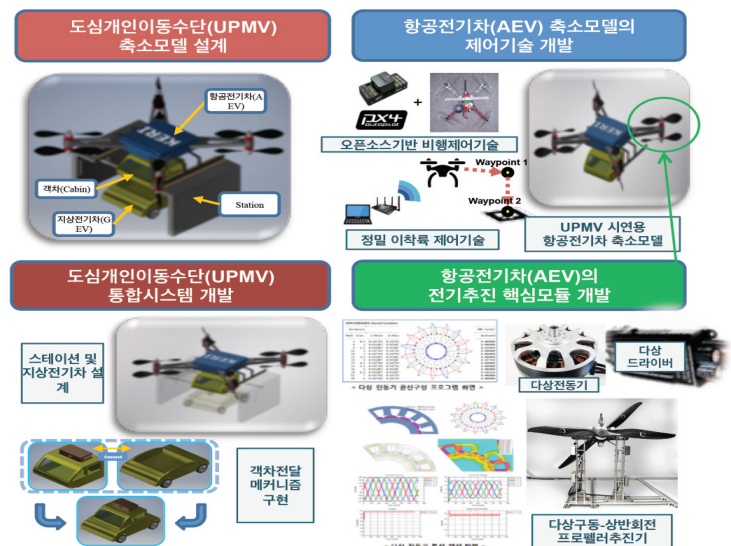 도심개인이동수단(UPMV)
축소모델 설계
항공전기차(A
EV)
KERI
객차(Cabin)
지상전기차(G
EV)
Station
항공전기차(AEV) 축소모델의
제어기술 개발
+
PX4
autopilot
오픈소스기반 비행제어기술
Waypoint 1
Waypoint 2
정밀 이착륙 제어기술
KERI
UPMV 시연용
항공전기차 축소모델
도심개인이동수단(UPMV)
통합시스템 개발
스테이션 및
지상전기차 설
계
KERI
Connect
객차전달
메커니즘
구현
항공전기차(AEV)의
전기추진 핵심모듈 개발
< 다상 전동기 권선구성 프로그램 화면 >
다상전동기
다상
드라이버
다상구동-상반회전
프로펠러추진기